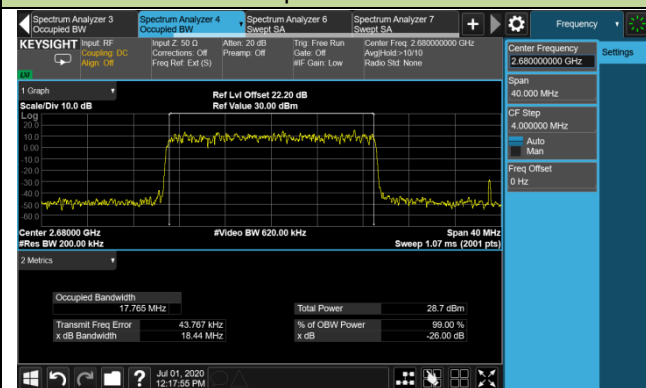 Spectrum Analyzer 3
Occupied BW
Spectrum Analyzer 4
Occupied BW
Spectrum Analyzer 6
Swept SA
Spectrum Analyzer 7
Swept SA
Frequency
KEYSIGHT
Input: RF
Coupling: DC
Align: Off
Input Z: 50 Ω
Corrections: Off
Freq Ref: Ext (S)
Atten: 20 dB
Preamp: Off
Trig: Free Run
Gate: Off
#IF Gain: Low
Center Freq: 2.680000000 GHz
Avg|Hold:>10/10
Radio Std: None
LXI
Center Frequency
2.680000000 GHz
Settings
Span
40.000 MHz
CF Step
4.000000 MHz
Auto
Man
Freq Offset
0 Hz
1 Graph
Scale/Div 10.0 dB
Ref Lvl Offset 22.20 dB
Ref Value 30.00 dBm
Log
20.0
10.0
0.00
-10.0
-20.0
-30.0
-40.0
-50.0
-60.0
Center 2.68000 GHz
#Res BW 200.00 kHz
#Video BW 620.00 kHz
Span 40 MHz
Sweep 1.07 ms (2001 pts)
2 Metrics
Occupied Bandwidth
17.765 MHz
Total Power 28.7 dBm
Transmit Freq Error 43.767 kHz
% of OBW Power 99.00 %
x dB Bandwidth 18.44 MHz
x dB -26.00 dB
?
Jul 01, 2020
12:17:55 PM